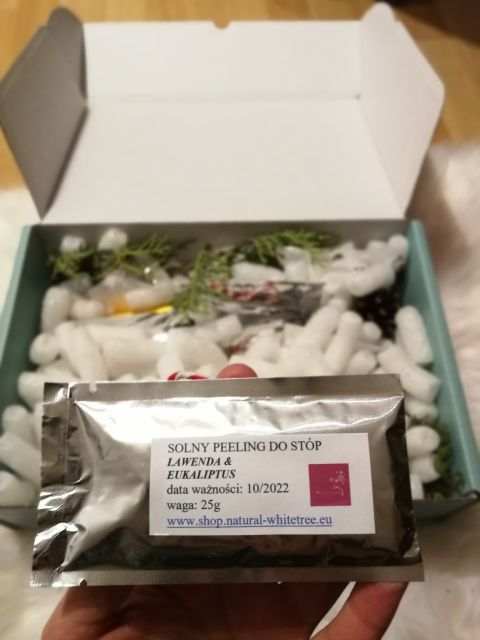 SOLNY PEELING DO STÓP
LAWENDA &
EUKALIPTUS
data ważności: 10/2022
waga: 25g
www.shop.natural-whitetree.eu